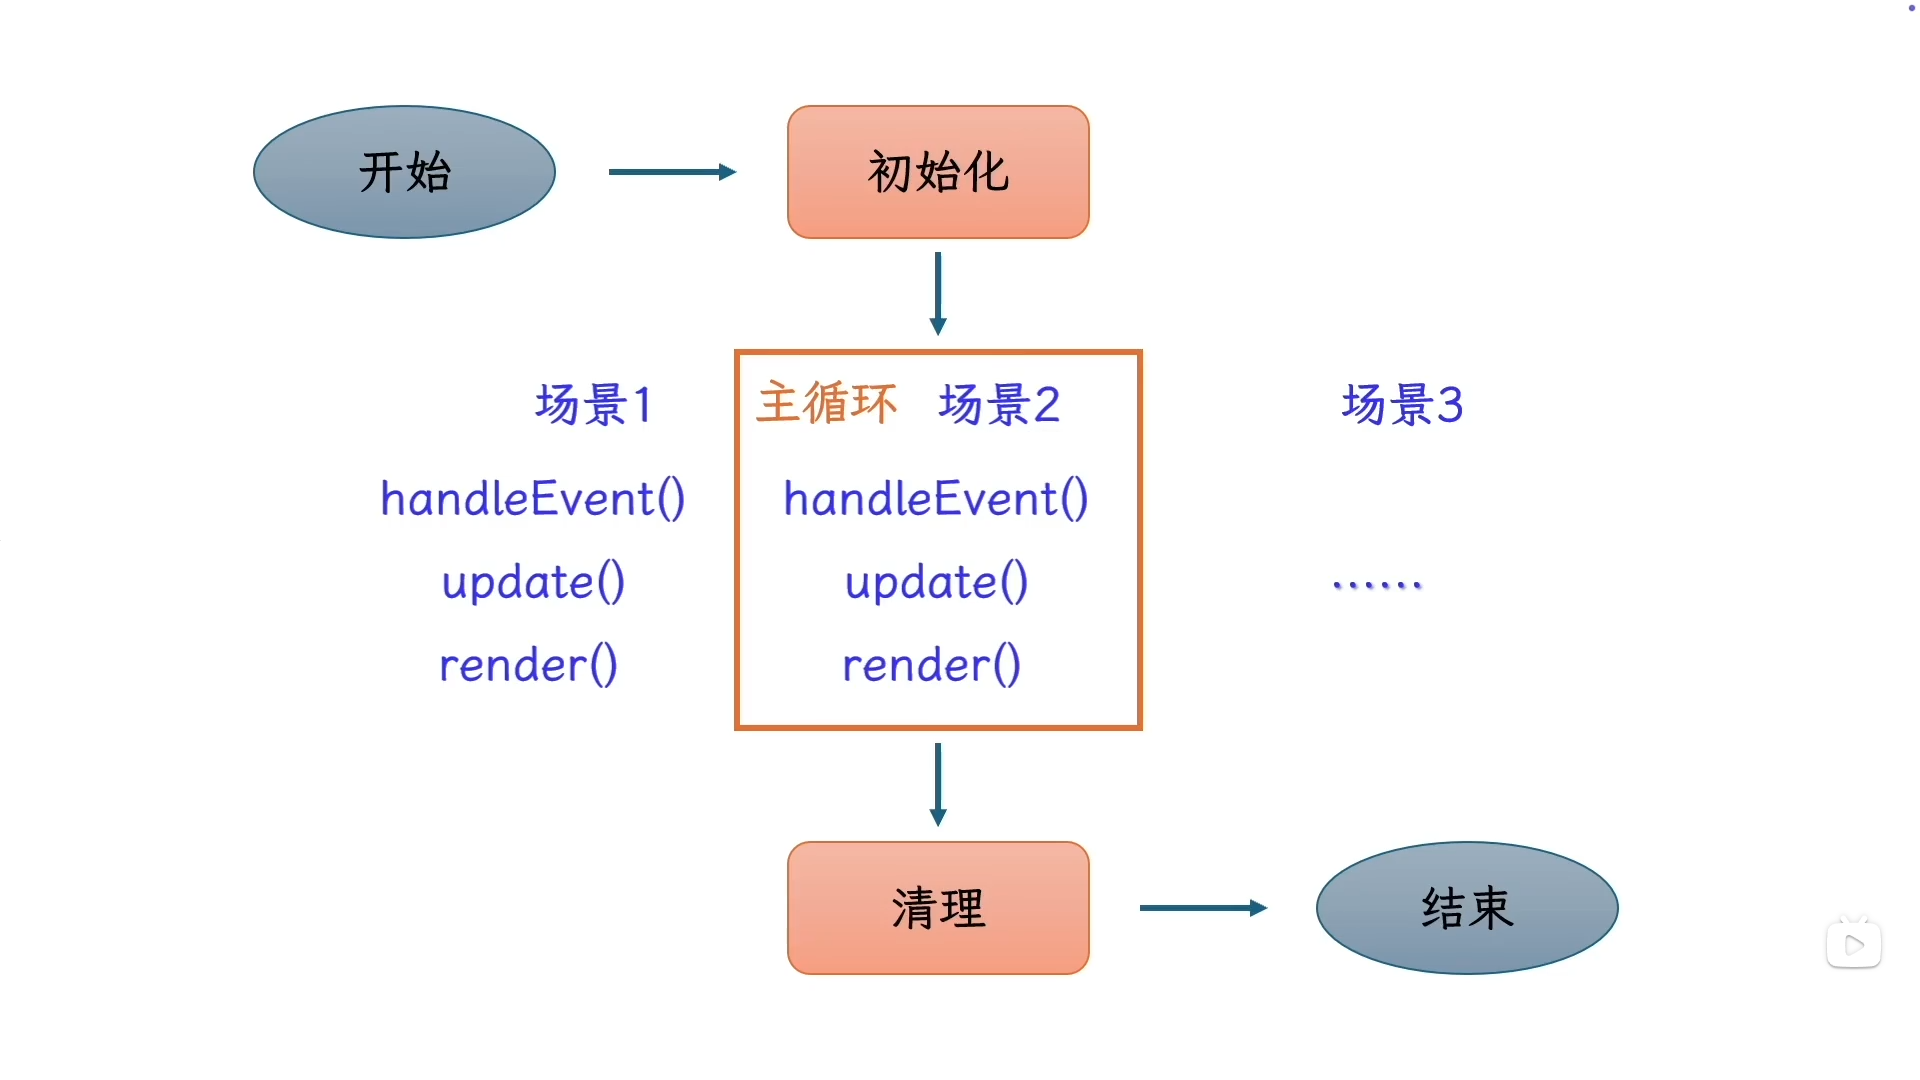 开始
初始化
场景1
主循环 场景2
场景3
handleEvent()
handleEvent()
update()
update()
......
render()
render()
清理
结束